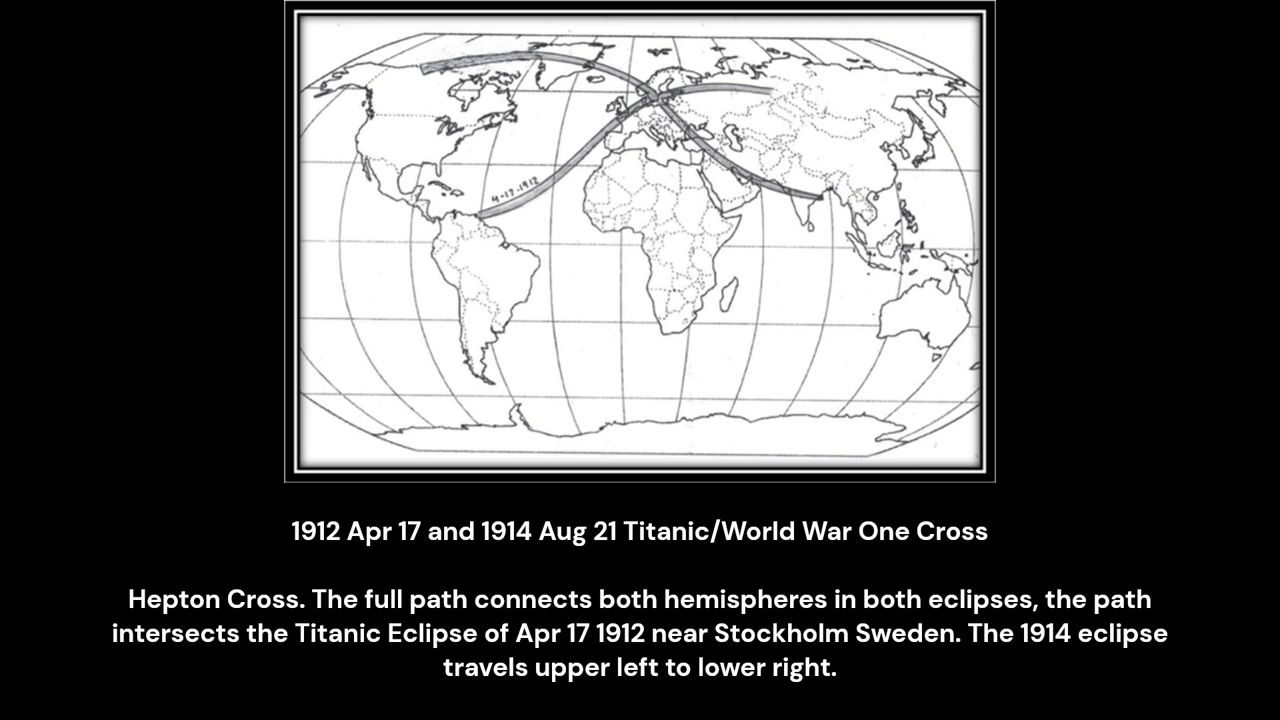 4-17-1912
1912 Apr 17 and 1914 Aug 21 Titanic/World War One Cross
Hepton Cross. The full path connects both hemispheres in both eclipses, the path
intersects the Titanic Eclipse of Apr 17 1912 near Stockholm Sweden. The 1914 eclipse
travels upper left to lower right.